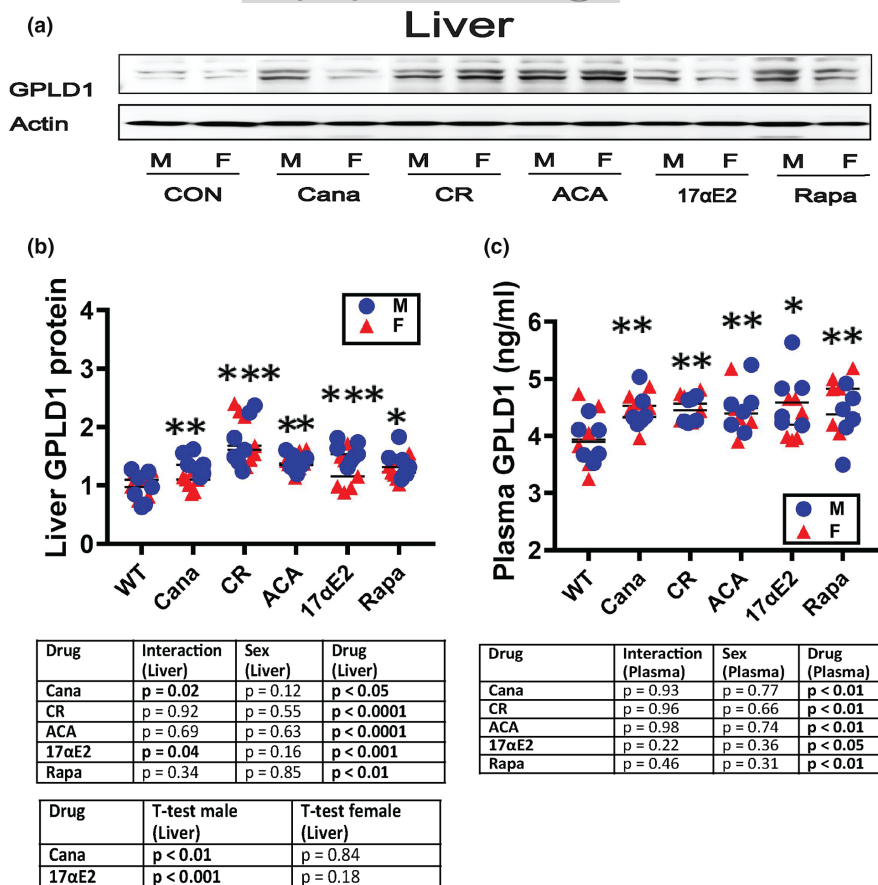 Liver
(a)
GPLD1
Actin
M F M F M F M F M F M F
CON Cana CR ACA 17αE2 Rapa
(b)
Liver GPLD1 protein
4
3
2
1
0
M
F
** *** ** *** *
WT Cana CR ACA 17αE2 Rapa
(c)
Plasma GPLD1 (ng/ml)
6
5
4
3
2
** ** ** * **
M
F
WT Cana CR ACA 17αE2 Rapa
Drug Interaction (Liver) Sex (Liver) Drug (Liver)
Cana p = 0.02 p = 0.12 p < 0.05
CR p = 0.92 p = 0.55 p < 0.0001
ACA p = 0.69 p = 0.63 p < 0.0001
17αE2 p = 0.04 p = 0.16 p < 0.001
Rapa p = 0.34 p = 0.85 p < 0.01
Drug T-test male (Liver) T-test female (Liver)
Cana p < 0.01 p = 0.84
17αE2 p < 0.001 p = 0.18
Drug Interaction (Plasma) Sex (Plasma) Drug (Plasma)
Cana p = 0.93 p = 0.77 p < 0.01
CR p = 0.96 p = 0.66 p < 0.01
ACA p = 0.98 p = 0.74 p < 0.01
17αE2 p = 0.22 p = 0.36 p < 0.05
Rapa p = 0.46 p = 0.31 p < 0.01